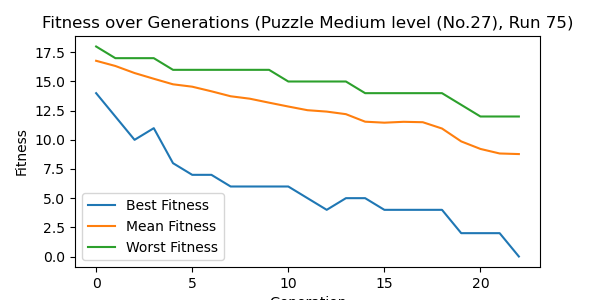 Fitness over Generations (Puzzle Medium level (No.27), Run 75)
Fitness
17.5
15.0
12.5
10.0
7.5
5.0
2.5
0.0
Best Fitness
Mean Fitness
Worst Fitness
0 5 10 15 20
Generation